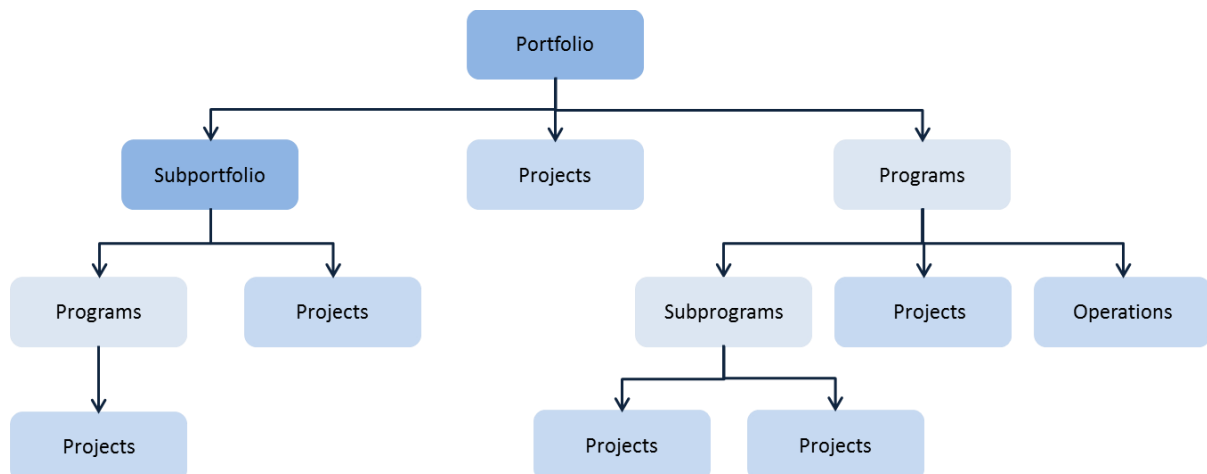 Portfolio
Subportfolio
Projects
Programs
Programs
Projects
Subprograms
Projects
Operations
Projects
Projects
Projects